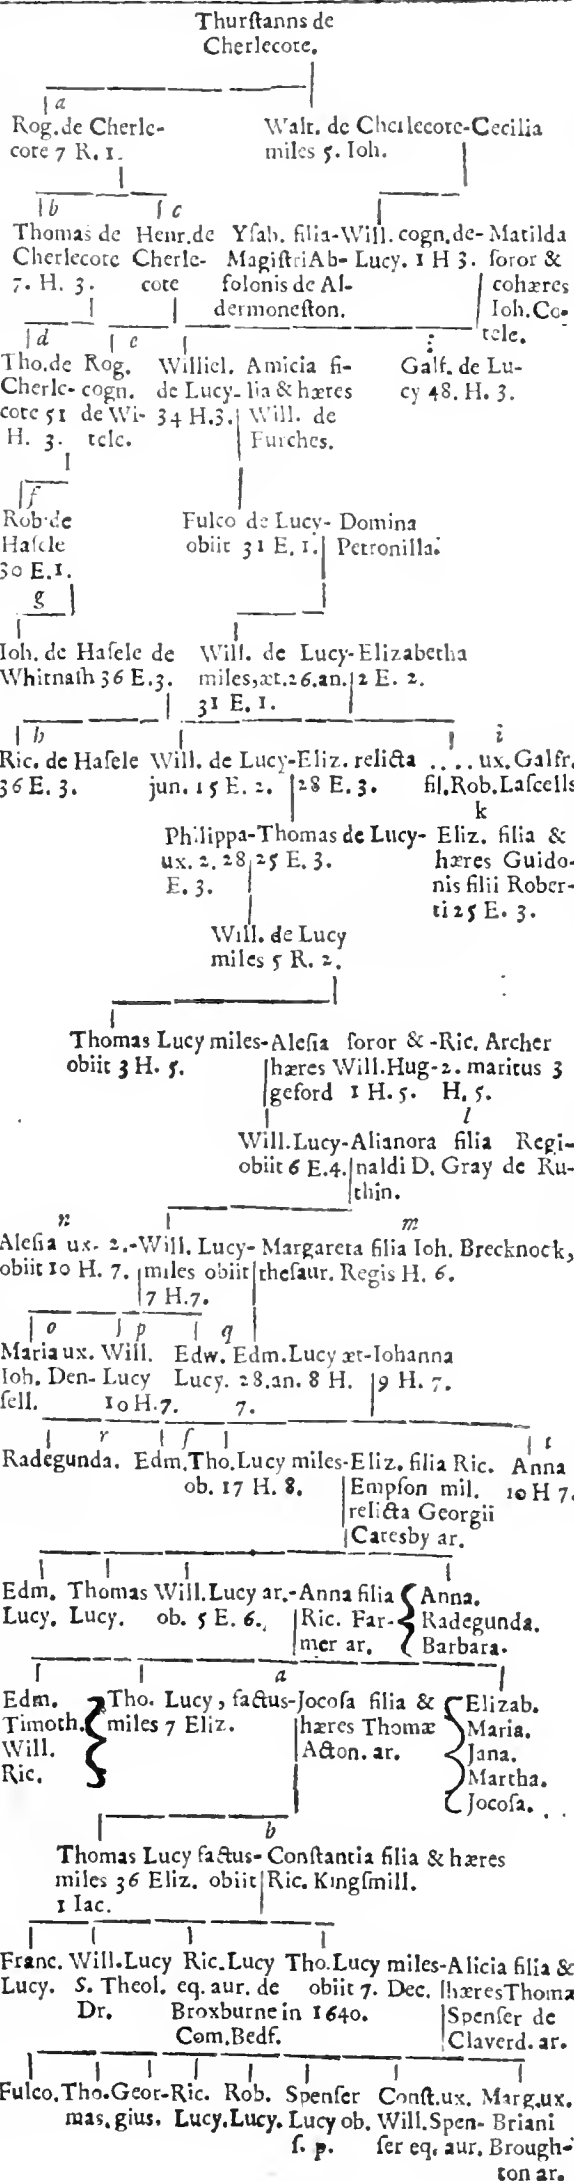 Thurſtanns de
Cherlecote.
a
Rog. de Cherle- Walt. de Cherlecote-Cecilia
cote 7 R. 1. miles 5. Ioh.
b c
Thomas de Henr. de Yſab. filia-Will. cogn. de- Matilda
Cherlecote Cherle- Magiſtri Ab- Lucy. 1 H 3. ſoror &
7. H. 3. cote ſolonis de Al- cohæres
dermoneſton. Ioh. Co-
tele.
d e
Tho. de Rog. Williel. Amicia fi- Galf. de Lu-
Cherle- cogn. de Lucy- lia & hæres cy 48. H. 3.
cote 51 de Wi- 34 H.3. Will. de
H. 3. tele. Furches.
f
Rob. de Fulco de Lucy- Domina
Haſele obiit 31 E. 1. Petronilla.
30 E.1.
g
Ioh. de Haſele de Will. de Lucy-Elizabetha
Whitnaſh 36 E.3. miles, æt. 26. an. 2 E. 2.
31 E. 1.
h i
Ric. de Haſele Will. de Lucy-Eliz. relicta .... ux. Galfr.
36 E. 3. jun. 15 E. 2. 28 E. 3. fil. Rob. Laſcells
k
Philippa-Thomas de Lucy- Eliz. filia &
ux. 2. 28 25 E. 3. hæres Guido-
E. 3. nis filii Rober-
ti 25 E. 3.
Will. de Lucy
miles 5 R. 2.
Thomas Lucy miles-Aleſia ſoror & -Ric. Archer
obiit 3 H. 5. hæres Will. Hug- 2. maritus 3
geford 1 H. 5. H. 5.
l
Will. Lucy-Alianora filia Regi-
obiit 6 E.4. naldi D. Gray de Ru-
thin.
n m
Aleſia ux. 2.-Will. Lucy- Margareta filia Ioh. Brecknock,
obiit 10 H. 7. miles obiit theſaur. Regis H. 6.
7 H.7.
o p q
Maria ux. Will. Edw. Edm. Lucy æt-Iohanna
Ioh. Den- Lucy Lucy. 28. an. 8 H. 9 H. 7.
ſell. 10 H.7. 7.
r ſ t
Radegunda. Edm. Tho. Lucy miles-Eliz. filia Ric. Anna
ob. 17 H. 8. Empſon mil. 10 H 7.
relicta Georgii
Catesby ar.
Edm. Thomas Will. Lucy ar.-Anna filia Anna.
Lucy. Lucy. ob. 5 E. 6. Ric. Far- Radegunda.
mer ar. Barbara.
a
Edm. Tho. Lucy, factus-Jocoſa filia & Elizab.
Timoth. miles 7 Eliz. hæres Thomæ Maria.
Will. Acton. ar. Jana.
Ric. Martha.
Jocoſa.
b
Thomas Lucy factus- Conſtantia filia & hæres
miles 36 Eliz. obiit Ric. Kingſmill.
1 Iac.
Franc. Will. Lucy Ric. Lucy Tho. Lucy miles-Alicia filia &
Lucy. S. Theol. eq. aur. de obiit 7. Dec. hæres Thomæ
Dr. Broxburne in 1640. Spenſer de
Com. Bedf. Claverd. ar.
Fulco. Tho- Geor- Ric. Rob. Spenſer Conſt. ux. Marg. ux.
mas. gius. Lucy. Lucy. Lucy ob. Will. Spen- Briani
ſ. p. ſer eq. aur. Brough-
ton ar.